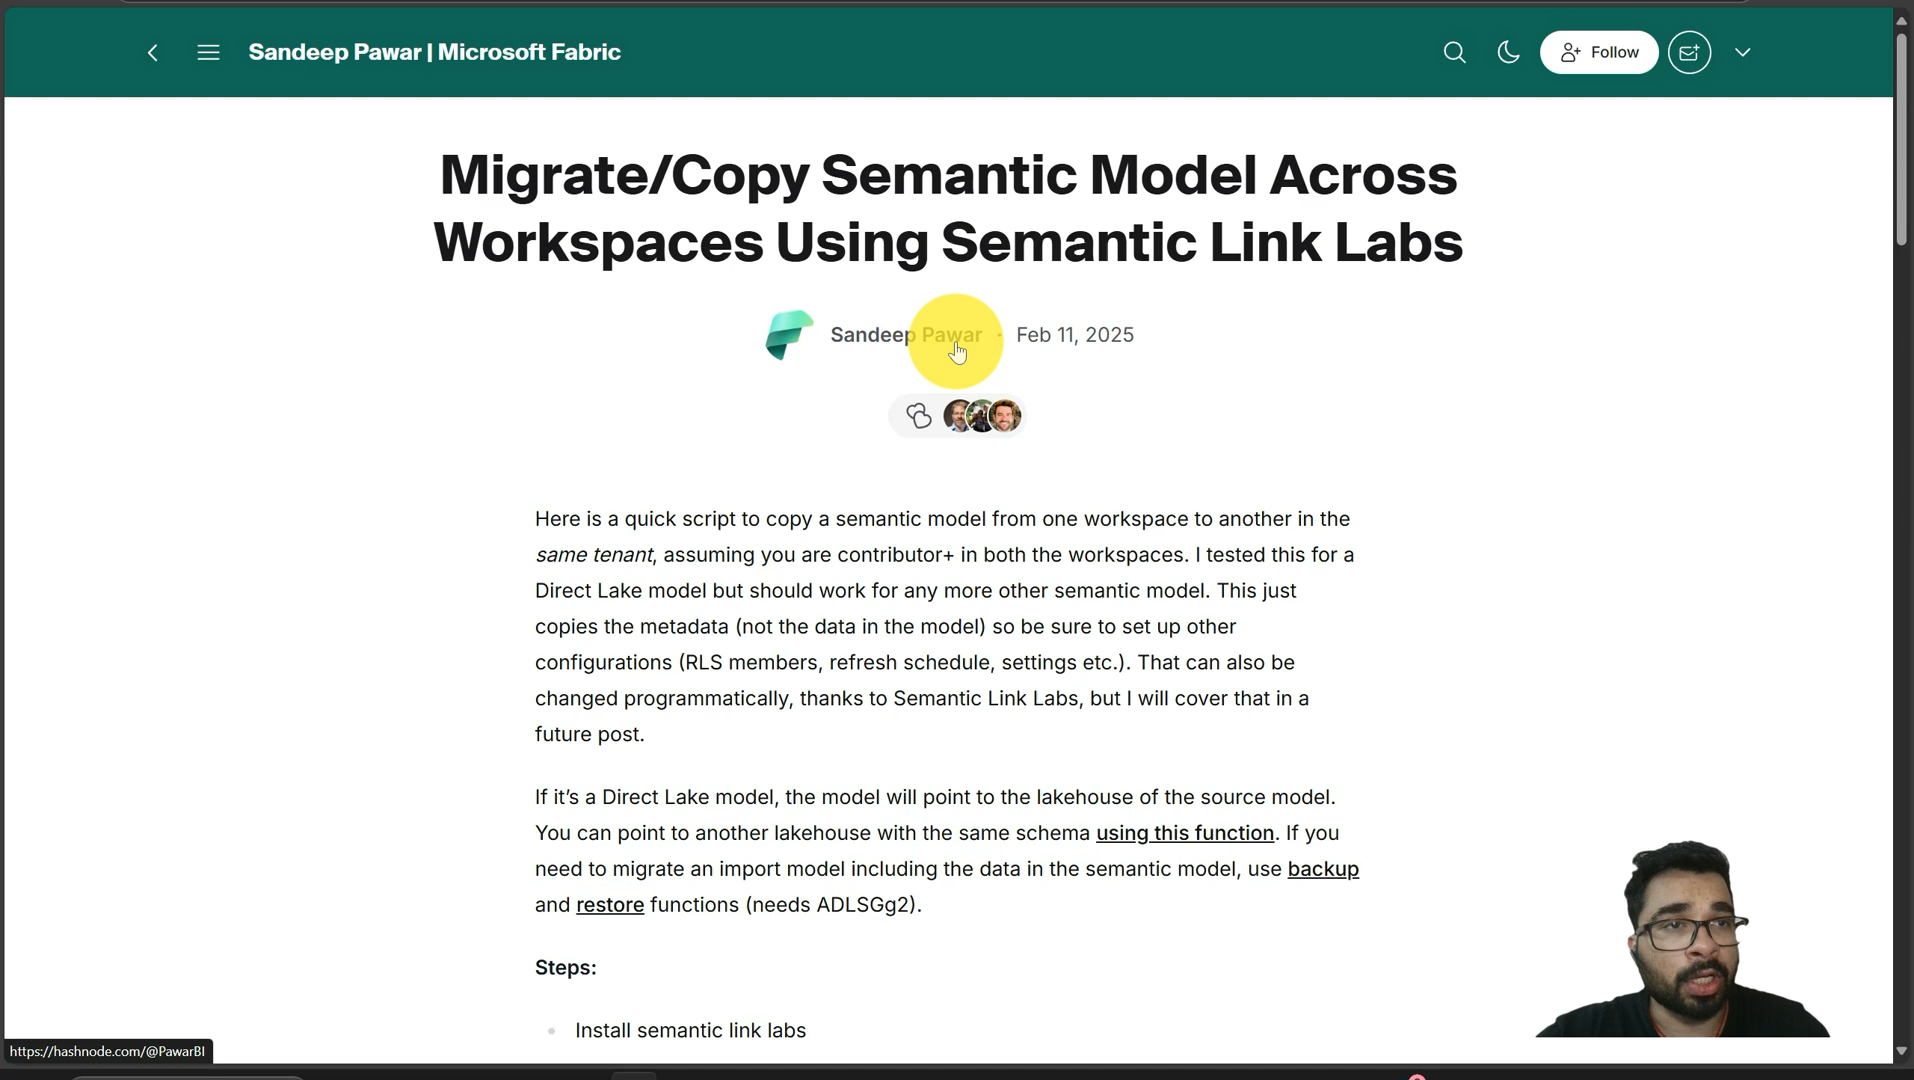 Sandeep Pawar | Microsoft Fabric
Follow
Migrate/Copy Semantic Model Across
Workspaces Using Semantic Link Labs
Sandeep Pawar · Feb 11, 2025
Here is a quick script to copy a semantic model from one workspace to another in the
same tenant, assuming you are contributor+ in both the workspaces. I tested this for a
Direct Lake model but should work for any more other semantic model. This just
copies the metadata (not the data in the model) so be sure to set up other
configurations (RLS members, refresh schedule, settings etc.). That can also be
changed programmatically, thanks to Semantic Link Labs, but I will cover that in a
future post.
If it’s a Direct Lake model, the model will point to the lakehouse of the source model.
You can point to another lakehouse with the same schema using this function. If you
need to migrate an import model including the data in the semantic model, use backup
and restore functions (needs ADLSGg2).
Steps:
Install semantic link labs
https://hashnode.com/@PawarBI